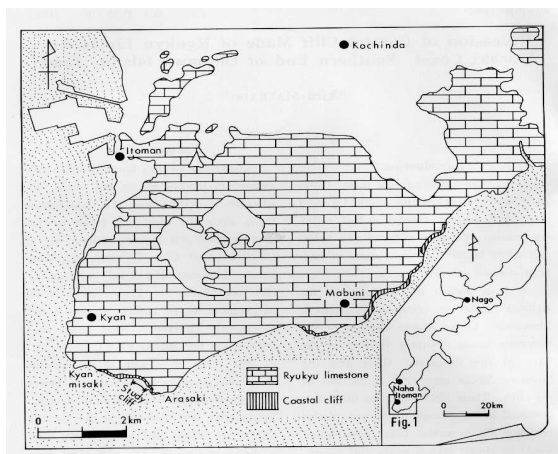 Kochinda
Itoman
Mabuni
Kyan
Kyan
misaki
Study
cliff
Arasaki
Ryukyu limestone
Coastal cliff
0
2km
Nago
Naha
Itoman
0
20km
Fig.1